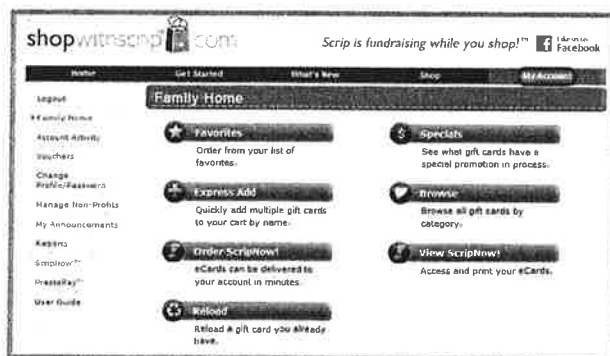 shopwithscrip.com
Scrip is fundraising while you shop!™
Like us on
Facebook
Home
Get Started
What's New
Shop
My Account
Logout
Family Home
Account Activity
Vouchers
Change
Profile/Password
Manage Non-Profits
My Announcements
Reports
ScripNow™
PrestoPay™
User Guide
Family Home
Favorites
Order from your list of
favorites.
Specials
See what gift cards have a
special promotion in process.
Express Add
Quickly add multiple gift cards
to your cart by name.
Browse
Browse all gift cards by
category.
Order ScripNow!
eCards can be delivered to
your account in minutes.
View ScripNow!
Access and print your eCards.
Reload
Reload a gift card you already
have.